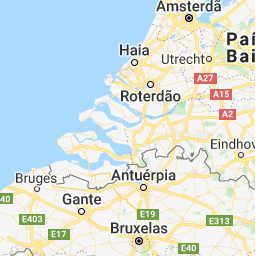 Amsterdã
Paí
Bai
Haia
Utrecht
A27
Roterdão
A15
A2
Eindhov
Bruges
Antuérpia
Gante
E19
E403
E313
E17
E40
Bruxelas